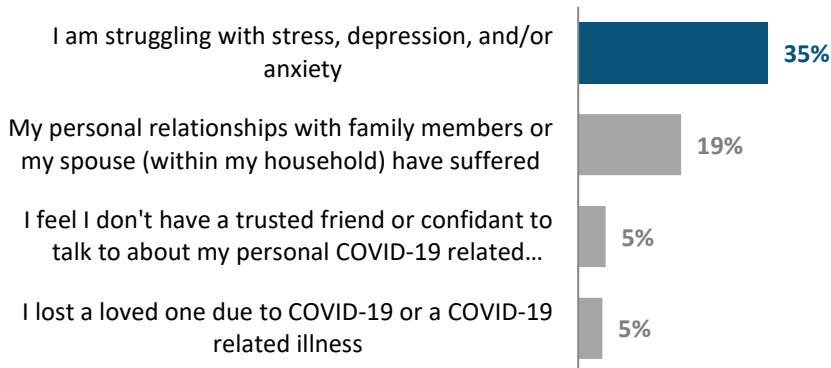 I am struggling with stress, depression, and/or
anxiety
35%
My personal relationships with family members or
my spouse (within my household) have suffered
19%
I feel I don't have a trusted friend or confidant to
talk to about my personal COVID-19 related...
5%
I lost a loved one due to COVID-19 or a COVID-19
related illness
5%